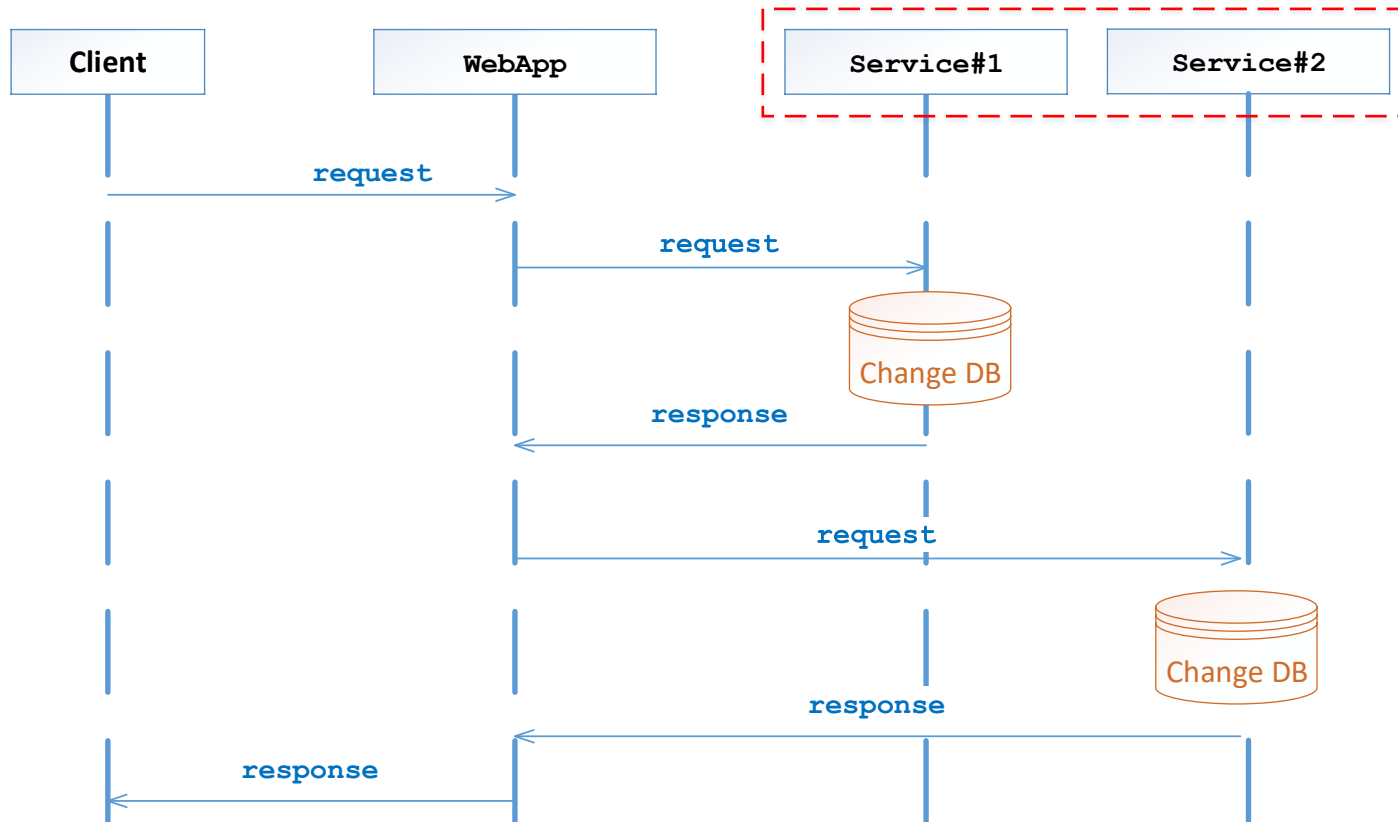 Client
WebApp
Service#1
Service#2
request
request
Change DB
response
request
Change DB
response
response